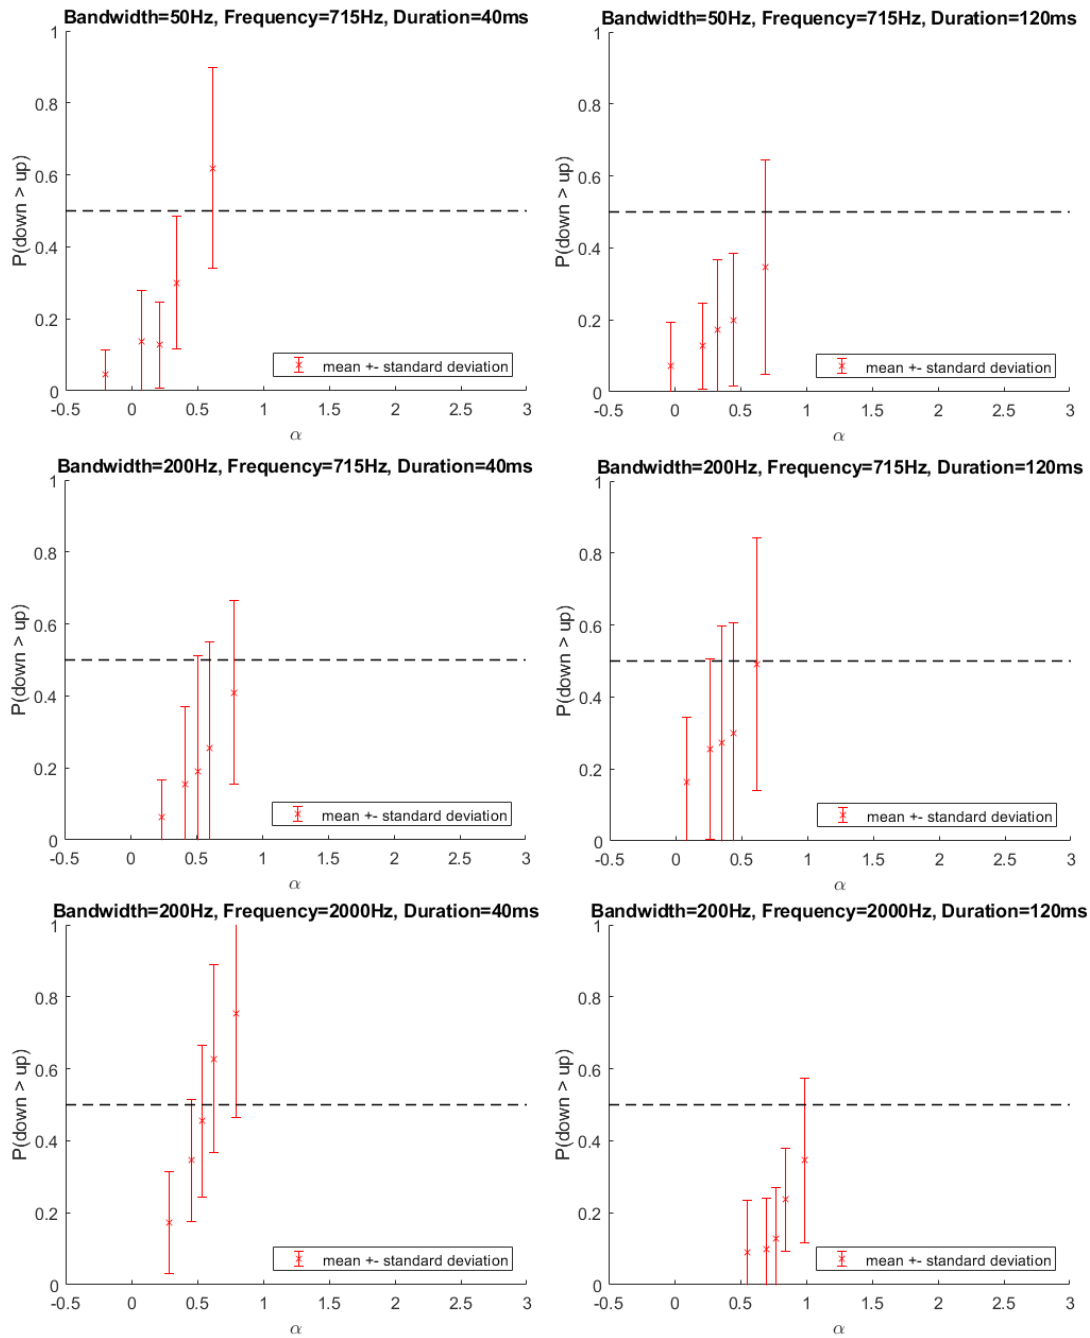 Bandwidth=50Hz, Frequency=715Hz, Duration=40ms
1
0.8
0.6
0.4
0.2
0
P(down > up)
-0.5 0 0.5 1 1.5 2 2.5 3
α
mean +- standard deviation
Bandwidth=50Hz, Frequency=715Hz, Duration=120ms
1
0.8
0.6
0.4
0.2
0
P(down > up)
-0.5 0 0.5 1 1.5 2 2.5 3
α
mean +- standard deviation
Bandwidth=200Hz, Frequency=715Hz, Duration=40ms
1
0.8
0.6
0.4
0.2
0
P(down > up)
-0.5 0 0.5 1 1.5 2 2.5 3
α
mean +- standard deviation
Bandwidth=200Hz, Frequency=715Hz, Duration=120ms
1
0.8
0.6
0.4
0.2
0
P(down > up)
-0.5 0 0.5 1 1.5 2 2.5 3
α
mean +- standard deviation
Bandwidth=200Hz, Frequency=2000Hz, Duration=40ms
1
0.8
0.6
0.4
0.2
0
P(down > up)
-0.5 0 0.5 1 1.5 2 2.5 3
α
mean +- standard deviation
Bandwidth=200Hz, Frequency=2000Hz, Duration=120ms
1
0.8
0.6
0.4
0.2
0
P(down > up)
-0.5 0 0.5 1 1.5 2 2.5 3
α
mean +- standard deviation